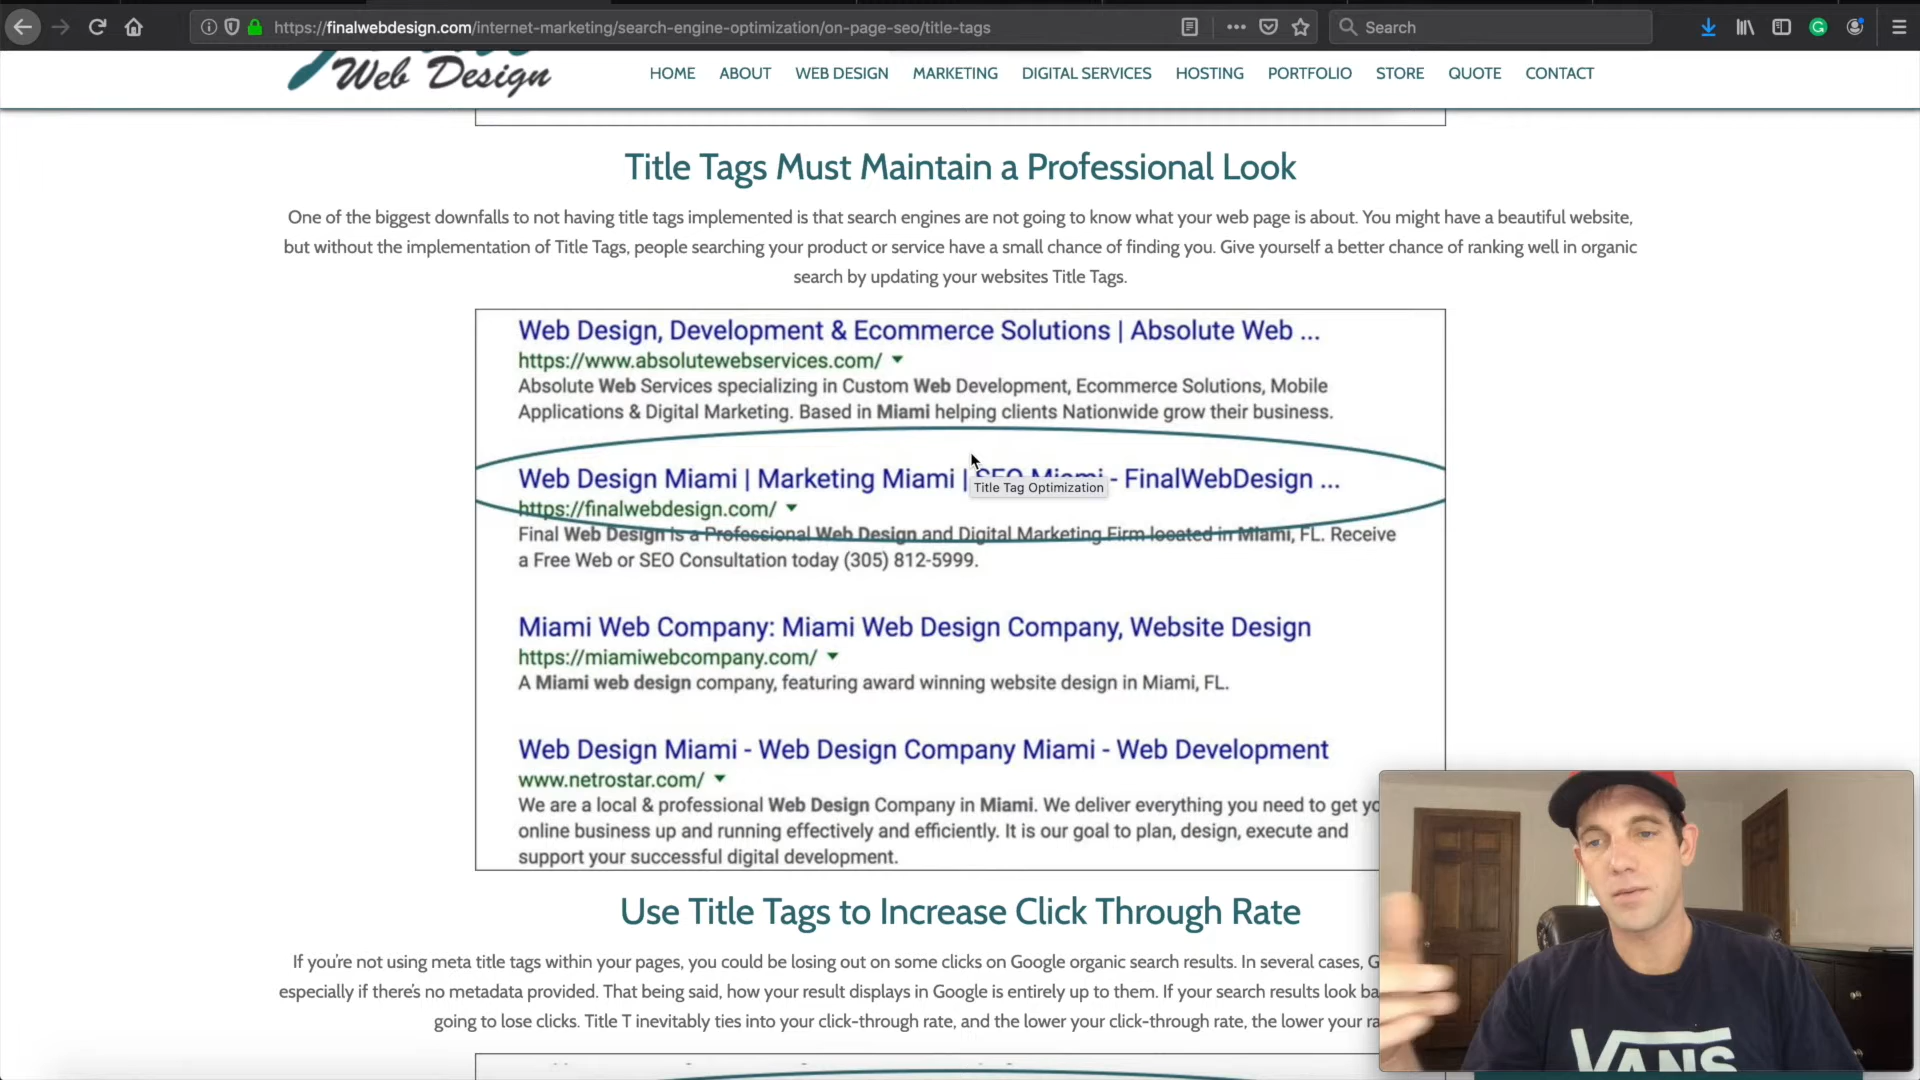 https://finalwebdesign.com/internet-marketing/search-engine-optimization/on-page-seo/title-tags
Search
Web Design
HOME ABOUT WEB DESIGN MARKETING DIGITAL SERVICES HOSTING PORTFOLIO STORE QUOTE CONTACT
Title Tags Must Maintain a Professional Look
One of the biggest downfalls to not having title tags implemented is that search engines are not going to know what your web page is about. You might have a beautiful website,
but without the implementation of Title Tags, people searching your product or service have a small chance of finding you. Give yourself a better chance of ranking well in organic
search by updating your websites Title Tags.
Web Design, Development & Ecommerce Solutions | Absolute Web ...
https://www.absolutewebservices.com/
Absolute Web Services specializing in Custom Web Development, Ecommerce Solutions, Mobile
Applications & Digital Marketing. Based in Miami helping clients Nationwide grow their business.
Web Design Miami | Marketing Miami | SEO Miami - FinalWebDesign ...
Title Tag Optimization
https://finalwebdesign.com/
Final Web Design is a Professional Web Design and Digital Marketing Firm located in Miami, FL. Receive
a Free Web or SEO Consultation today (305) 812-5999.
Miami Web Company: Miami Web Design Company, Website Design
https://miamiwebcompany.com/
A Miami web design company, featuring award winning website design in Miami, FL.
Web Design Miami - Web Design Company Miami - Web Development
www.netrostar.com/
We are a local & professional Web Design Company in Miami. We deliver everything you need to get
online business up and running effectively and efficiently. It is our goal to plan, design, execute and
support your successful digital development.
Use Title Tags to Increase Click Through Rate
If you're not using meta title tags within your pages, you could be losing out on some clicks on Google organic search results. In several cases,
especially if there's no metadata provided. That being said, how your result displays in Google is entirely up to them. If your search results look
going to lose clicks. Title T inevitably ties into your click-through rate, and the lower your click-through rate, the lower your
VANS